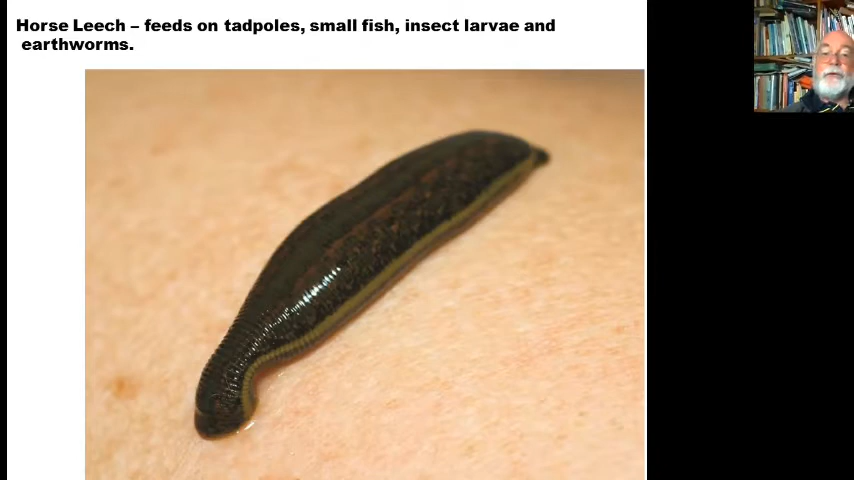 Horse Leech – feeds on tadpoles, small fish, insect larvae and
earthworms.